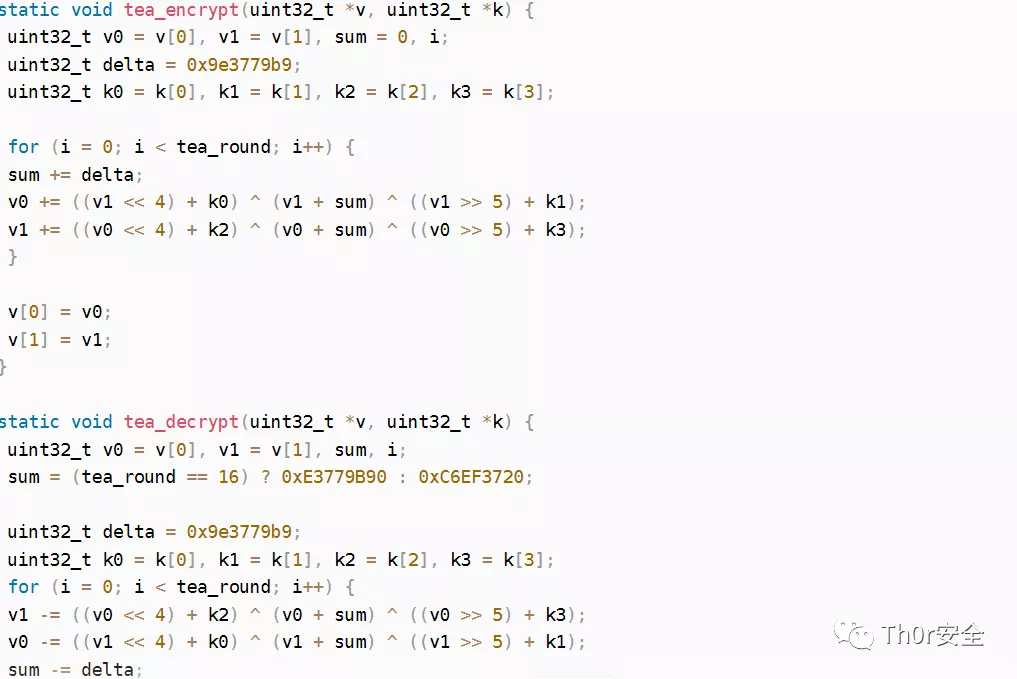 static void tea_encrypt(uint32_t *v, uint32_t *k) {
uint32_t v0 = v[0], v1 = v[1], sum = 0, i;
uint32_t delta = 0x9e3779b9;
uint32_t k0 = k[0], k1 = k[1], k2 = k[2], k3 = k[3];
for (i = 0; i < tea_round; i++) {
sum += delta;
v0 += ((v1 << 4) + k0) ^ (v1 + sum) ^ ((v1 >> 5) + k1);
v1 += ((v0 << 4) + k2) ^ (v0 + sum) ^ ((v0 >> 5) + k3);
}
v[0] = v0;
v[1] = v1;
}
static void tea_decrypt(uint32_t *v, uint32_t *k) {
uint32_t v0 = v[0], v1 = v[1], sum, i;
sum = (tea_round == 16) ? 0xE3779B90 : 0xC6EF3720;
uint32_t delta = 0x9e3779b9;
uint32_t k0 = k[0], k1 = k[1], k2 = k[2], k3 = k[3];
for (i = 0; i < tea_round; i++) {
v1 -= ((v0 << 4) + k2) ^ (v0 + sum) ^ ((v0 >> 5) + k3);
v0 -= ((v1 << 4) + k0) ^ (v1 + sum) ^ ((v1 >> 5) + k1);
sum -= delta;
Th0r安全